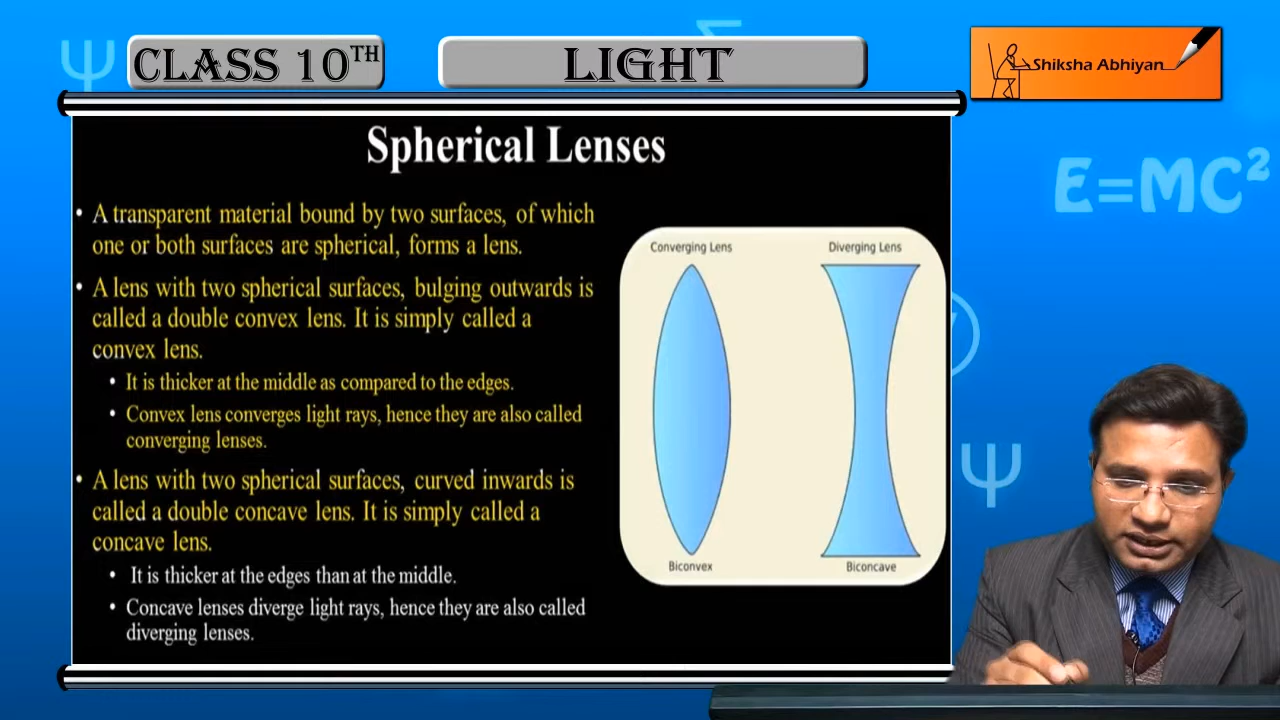 Ψ
Σ
CLASS 10TH
LIGHT
Shiksha Abhiyan
E=MC²
Spherical Lenses
• A transparent material bound by two surfaces, of which
one or both surfaces are spherical, forms a lens.
• A lens with two spherical surfaces, bulging outwards is
called a double convex lens. It is simply called a
convex lens.
• It is thicker at the middle as compared to the edges.
• Convex lens converges light rays, hence they are also called
converging lenses.
• A lens with two spherical surfaces, curved inwards is
called a double concave lens. It is simply called a
concave lens.
• It is thicker at the edges than at the middle.
• Concave lenses diverge light rays, hence they are also called
diverging lenses.
Converging Lens
Diverging Lens
Biconvex
Biconcave
Ψ